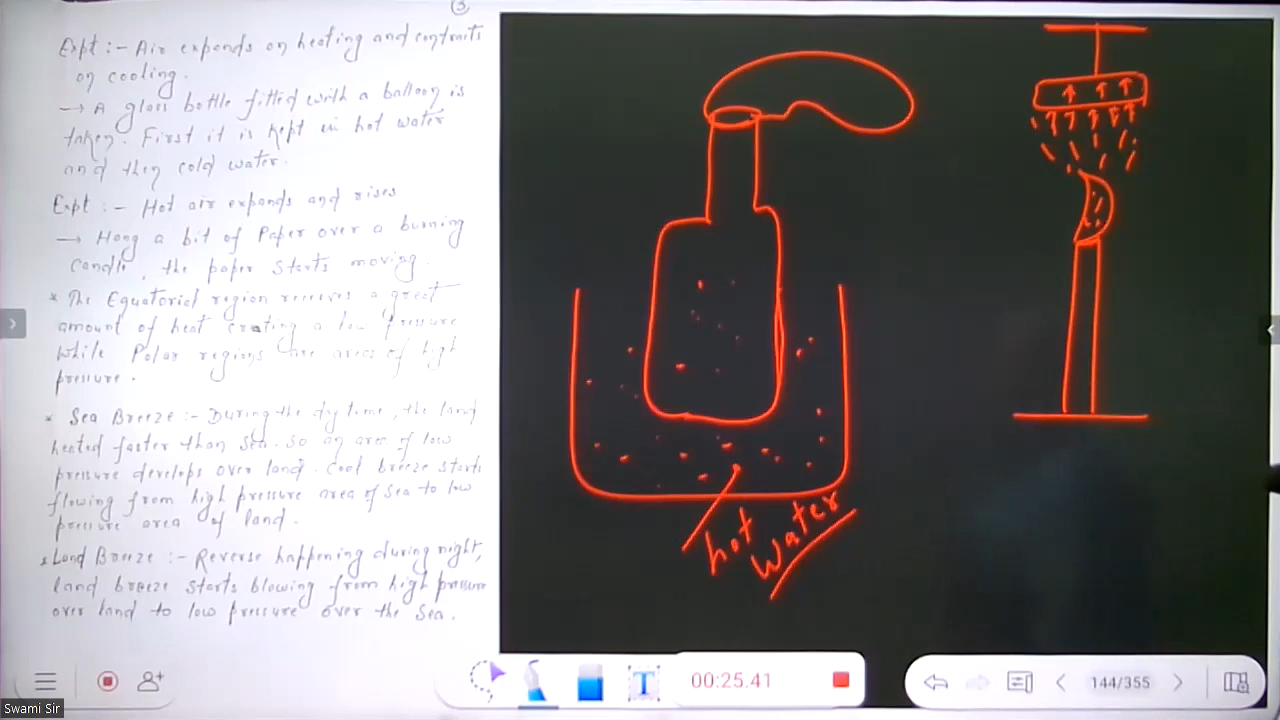 3
Expt :- Air expands on heating and contracts
on cooling.
→ A glass bottle fitted with a balloon is
taken. First it is kept in hot water
and then cold water.
Expt :- Hot air expands and rises
→ Hang a bit of Paper over a burning
candle, the paper starts moving.
* The Equatorial region receives a great
amount of heat creating a low pressure
while Polar regions are areas of high
pressure.
* Sea Breeze :- During the day time, the land
heated faster than sea. So an area of low
pressure develops over land. Cool breeze starts
flowing from high pressure area of sea to low
pressure area of land.
* Land Breeze :- Reverse happening during night,
land breeze starts blowing from high pressure
over land to low pressure over the sea.
hot
water
T
00:25.41
144/355
Swami Sir